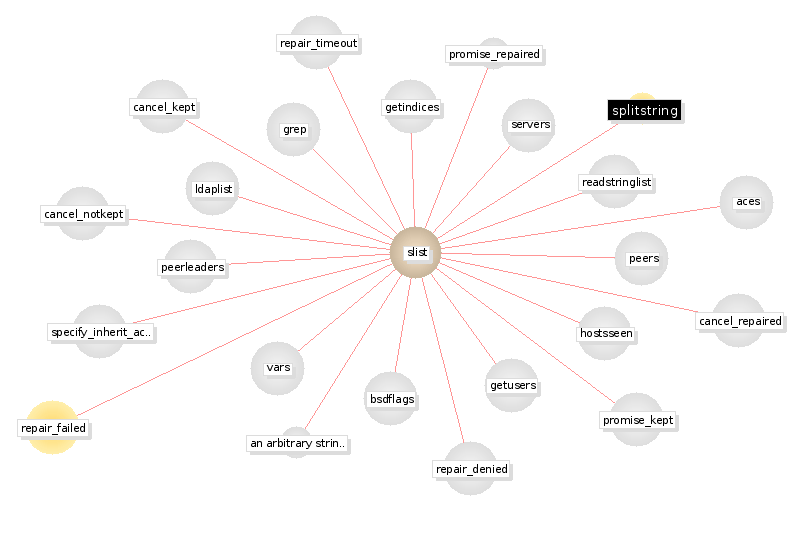 repair_timeout
promise_repaired
cancel_kept
getindices
splitstring
grep
servers
ldaplist
readstringlist
aces
cancel_notkept
slist
peers
peerleaders
cancel_repaired
specify_inherit_ac..
hostsseen
vars
getusers
bsdflags
promise_kept
repair_failed
an arbitrary strin..
repair_denied